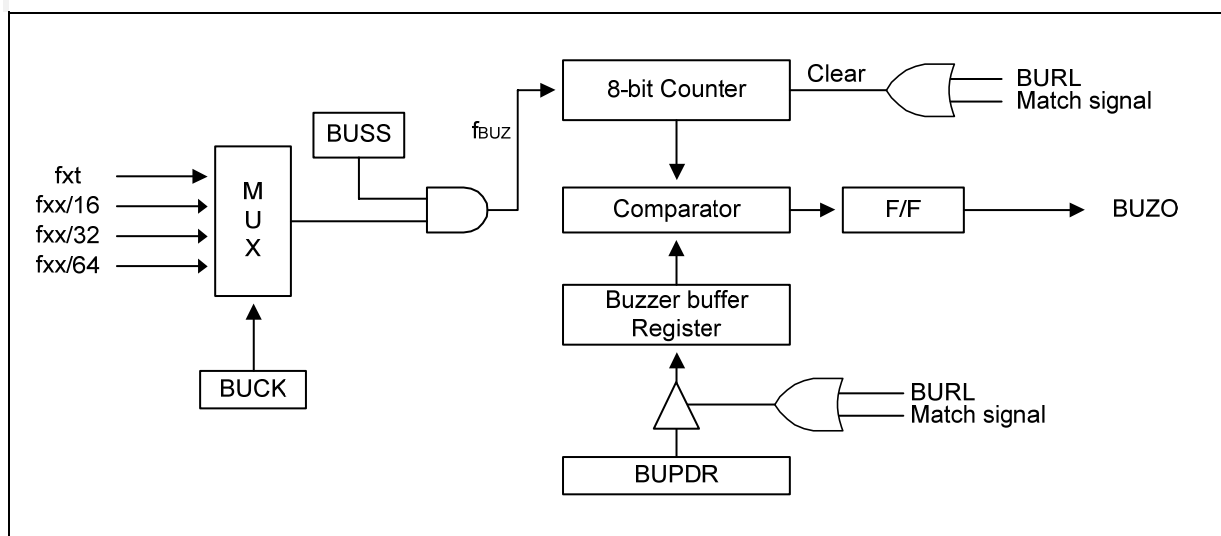 8-bit Counter
Clear
BURL
Match signal
fBUZ
BUSS
fxt
fxx/16
fxx/32
fxx/64
M
U
X
Comparator
F/F
BUZO
Buzzer buffer
Register
BUCK
BURL
Match signal
BUPDR